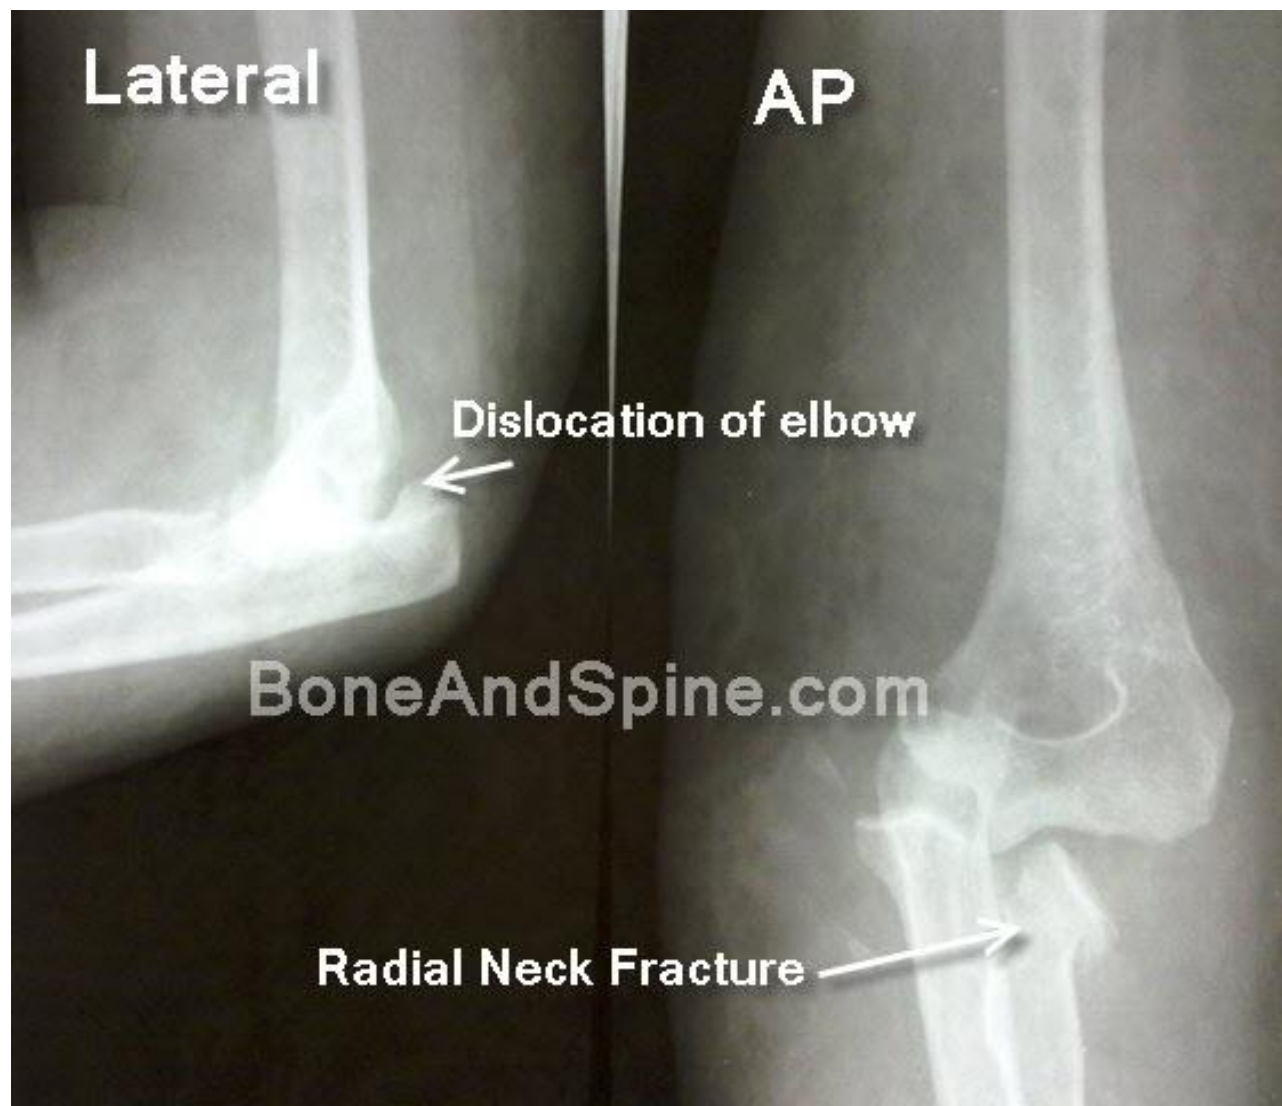 Lateral
AP
Dislocation of elbow
BoneAndSpine.com
Radial Neck Fracture